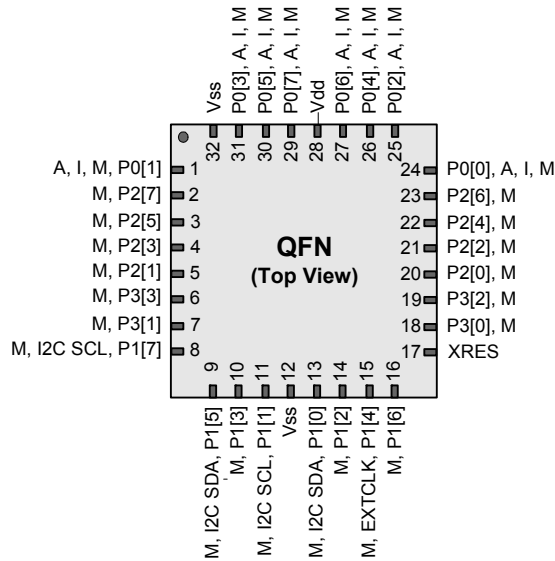 Vss
P0[3], A, I, M
P0[5], A, I, M
P0[7], A, I, M
Vdd
P0[6], A, I, M
P0[4], A, I, M
P0[2], A, I, M
32
31
30
29
28
27
26
25
A, I, M, P0[1]
M, P2[7]
M, P2[5]
M, P2[3]
M, P2[1]
M, P3[3]
M, P3[1]
M, I2C SCL, P1[7]
1
2
3
4
5
6
7
8
QFN
(Top View)
24
23
22
21
20
19
18
17
P0[0], A, I, M
P2[6], M
P2[4], M
P2[2], M
P2[0], M
P3[2], M
P3[0], M
XRES
9
10
11
12
13
14
15
16
M, I2C SDA, P1[5]
M, P1[3]
M, I2C SCL, P1[1]
Vss
M, I2C SDA, P1[0]
M, P1[2]
M, EXTCLK, P1[4]
M, P1[6]